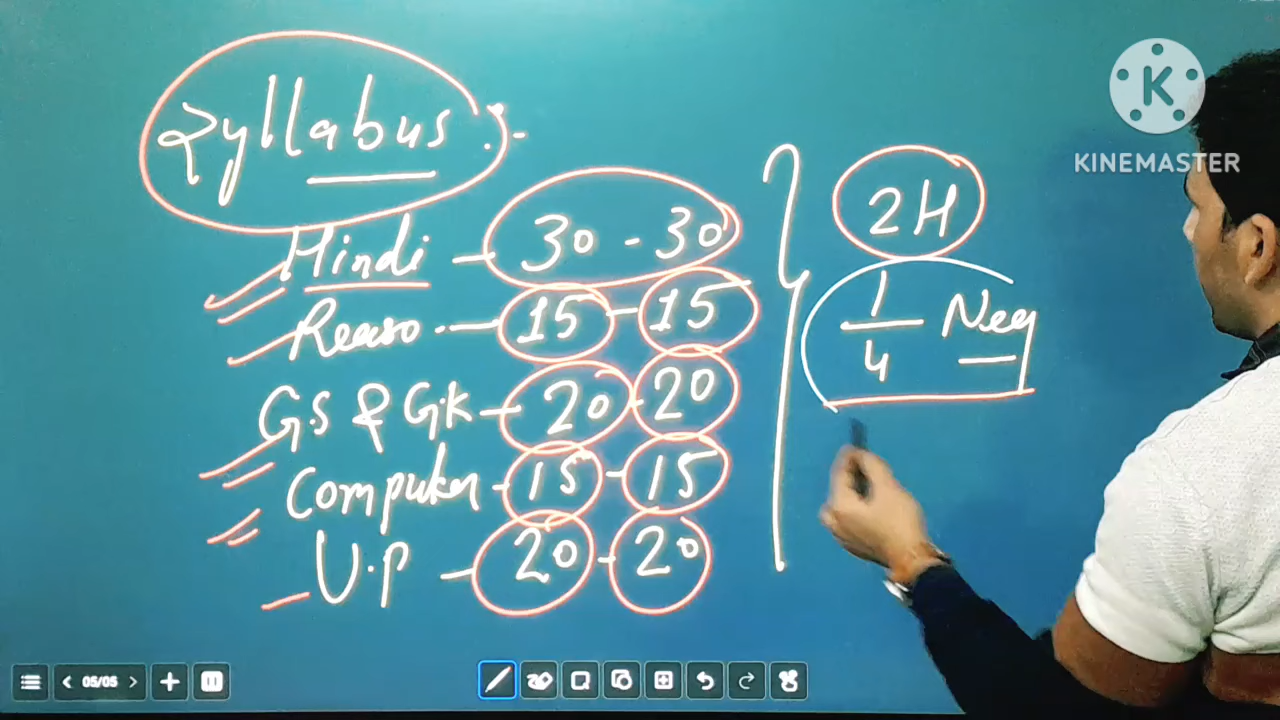 Syllabus :-
Hindi - 30 - 30
Reaso. - 15 - 15
G.S & G.K - 20 - 20
Computer - 15 - 15
U.P - 20 - 20
2H
1/4 Neg
05/05
K
KINEMASTER